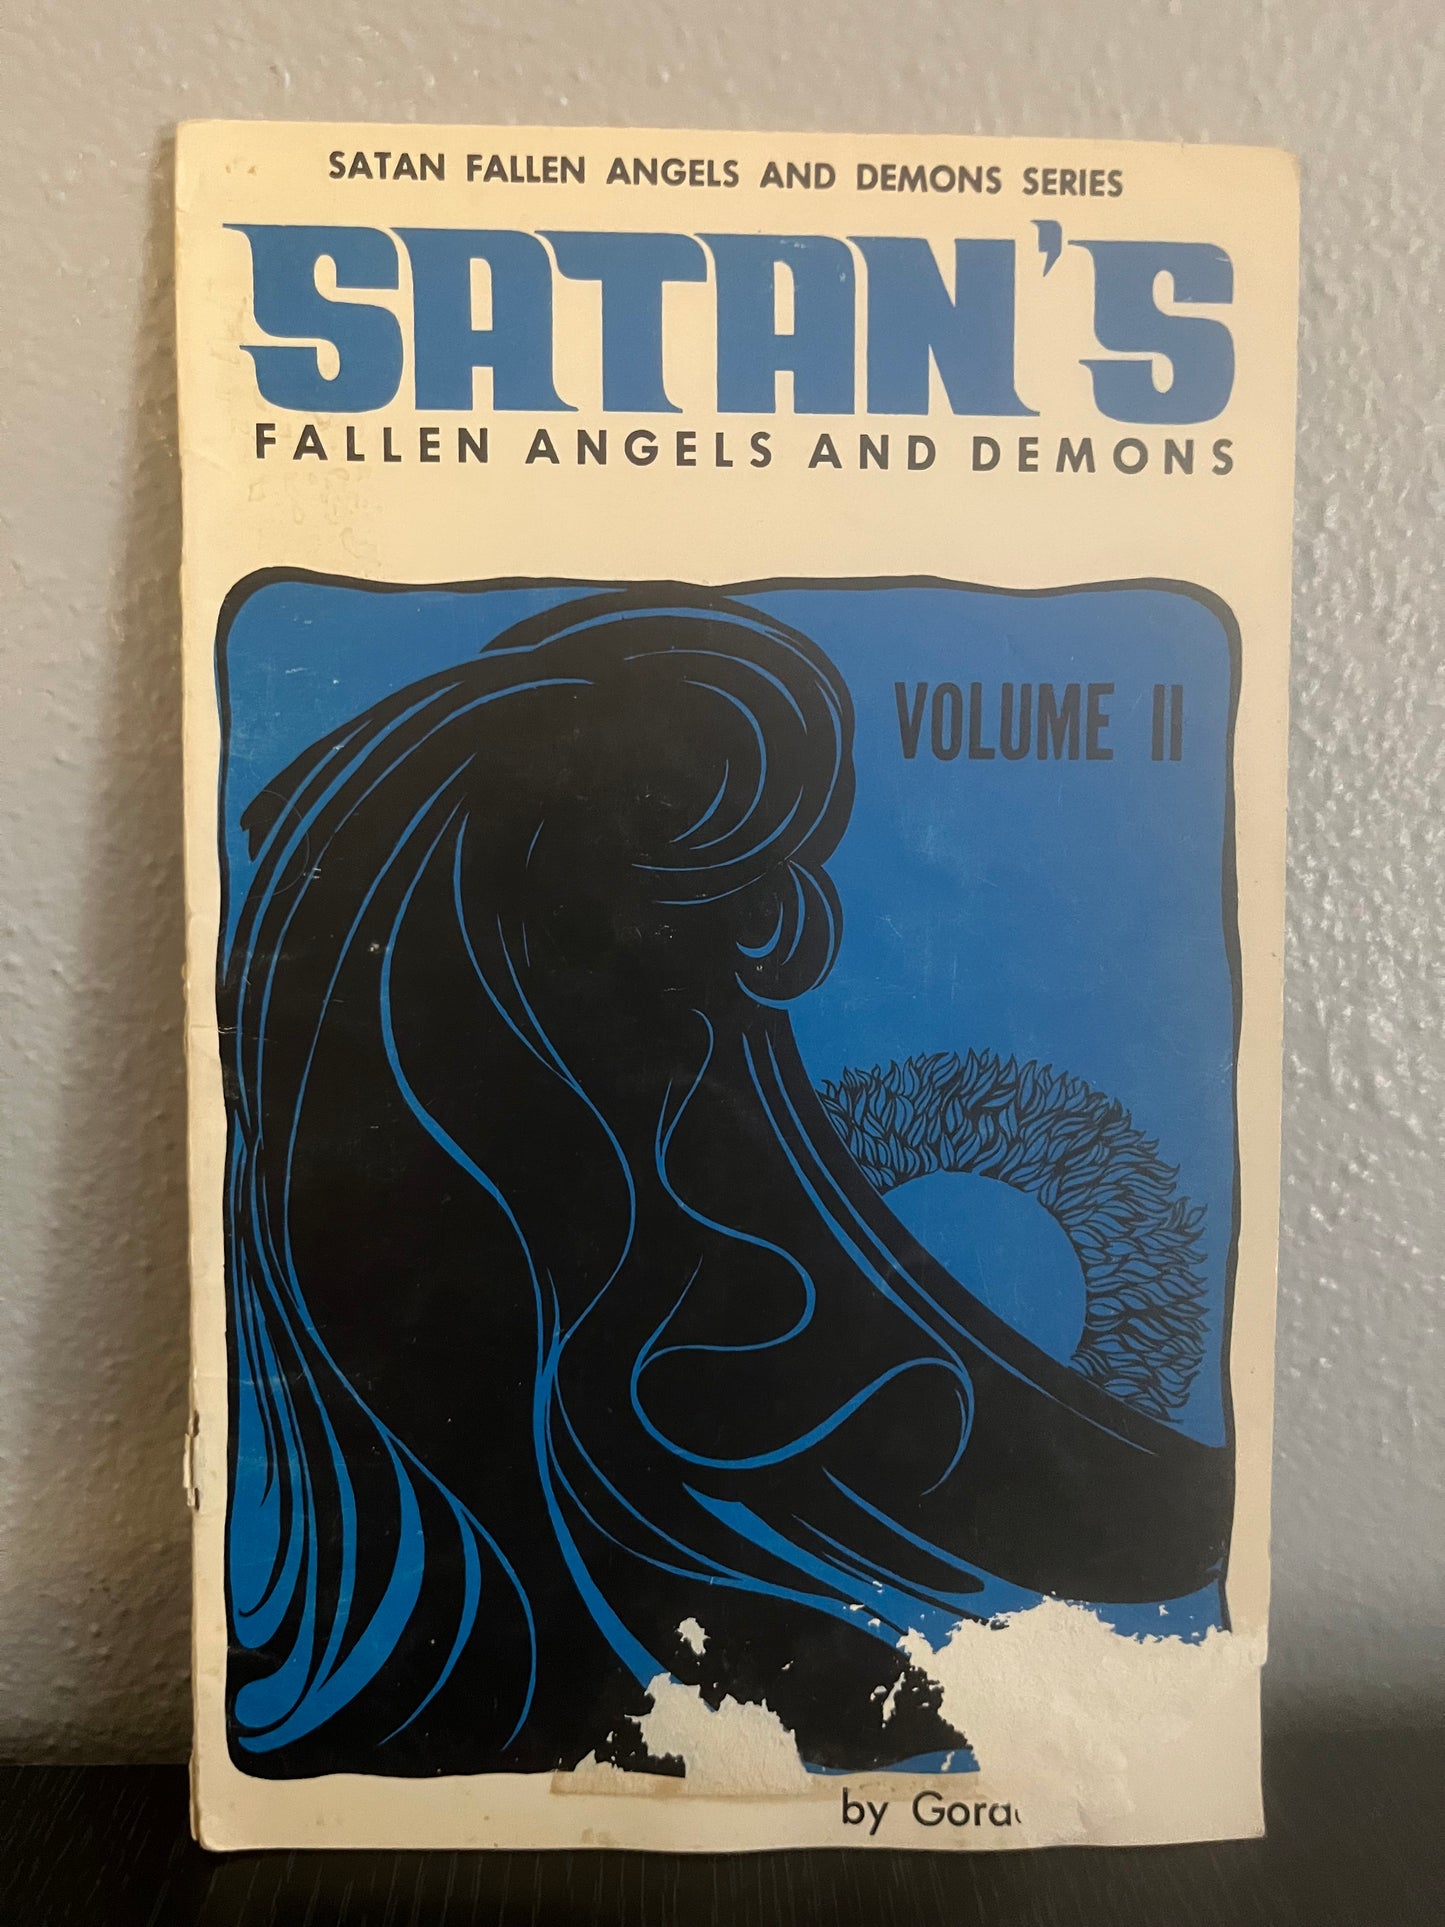 SATAN FALLEN ANGELS AND DEMONS SERIES
SATAN'S
FALLEN ANGELS AND DEMONS
VOLUME II
by